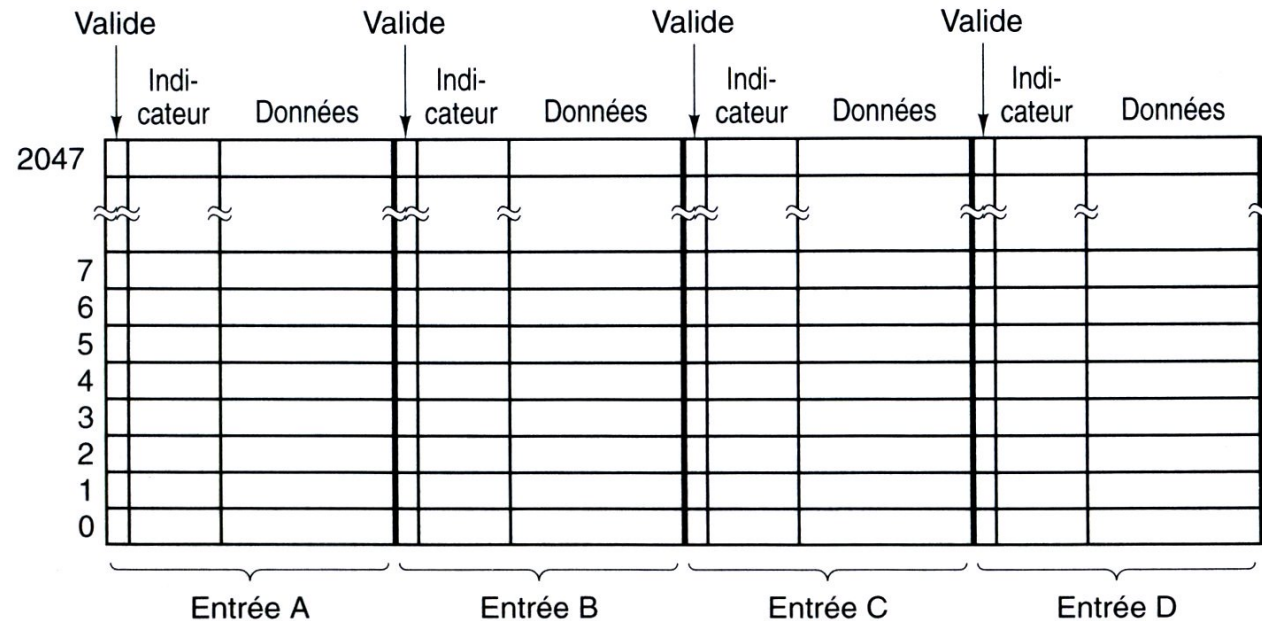 Valide Valide Valide Valide
Indi-
cateur Données Indi-
cateur Données Indi-
cateur Données Indi-
cateur Données
2047
7
6
5
4
3
2
1
0
Entrée A Entrée B Entrée C Entrée D